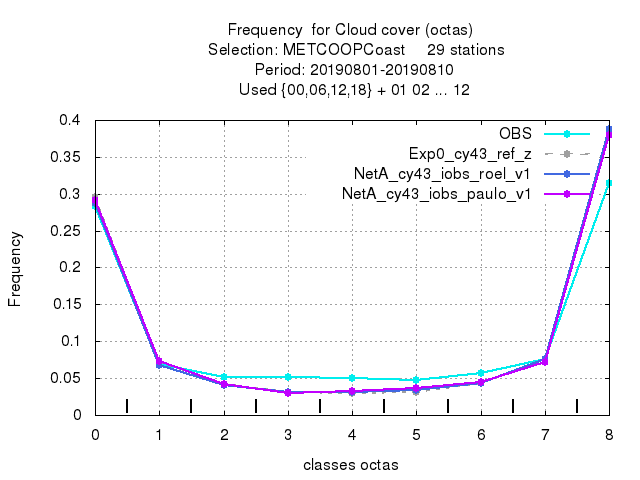 Frequency  for Cloud cover (octas)
Selection: METCOOPCoast     29 stations
Period: 20190801-20190810
Used {00,06,12,18} + 01 02 ... 12
OBS
Exp0_cy43_ref_z
NetA_cy43_iobs_roel_v1
NetA_cy43_iobs_paulo_v1
0.4
0.35
0.3
0.25
0.2
0.15
0.1
0.05
0
Frequency
0 1 2 3 4 5 6 7 8
classes octas